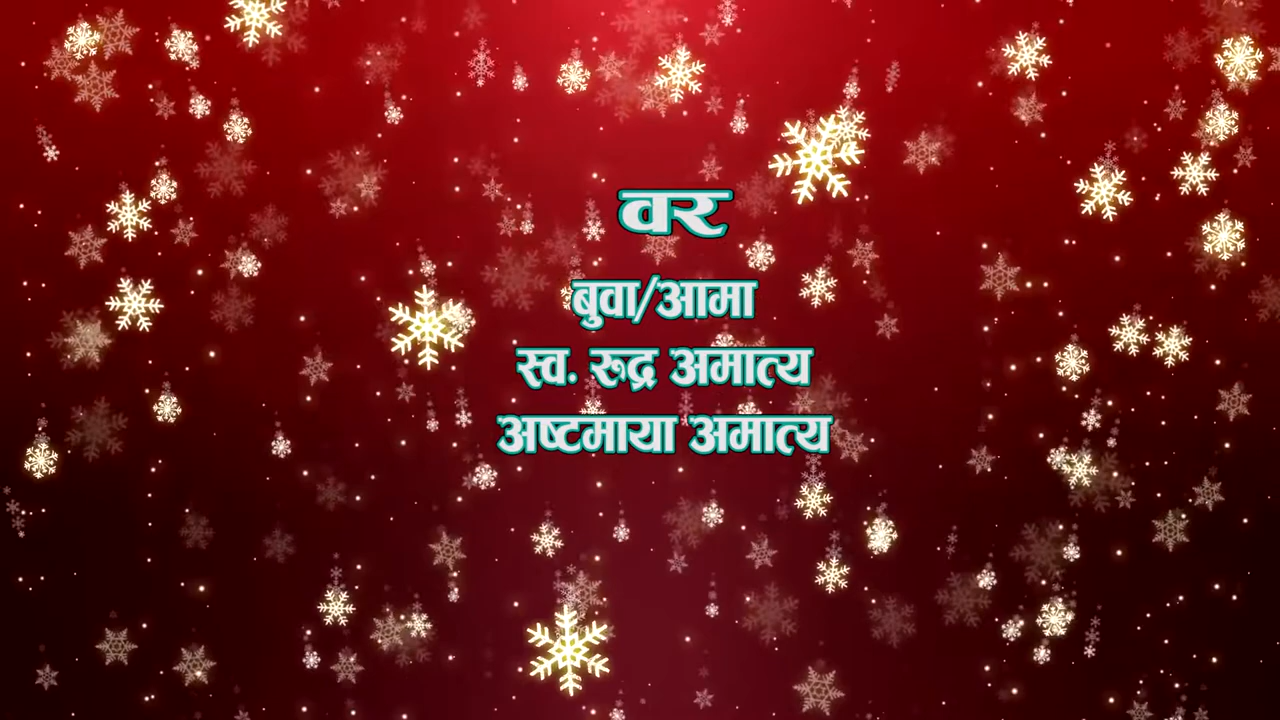 वर
बुवा/आमा
स्व. रुद्र अमात्य
अष्टमाया अमात्य